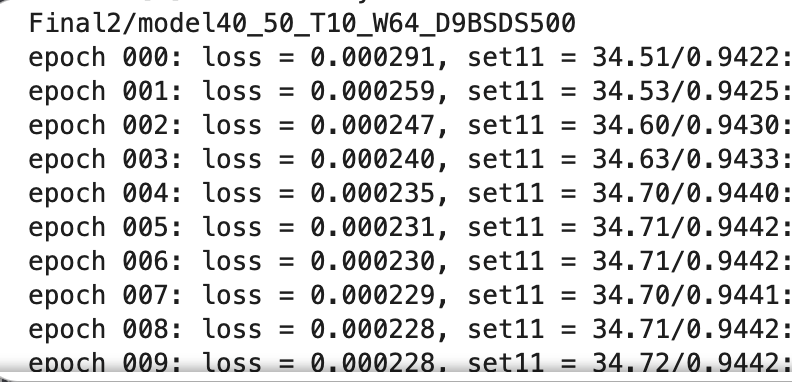 Final2/model40_50_T10_W64_D9BSDS500
epoch 000: loss = 0.000291, set11 = 34.51/0.9422:
epoch 001: loss = 0.000259, set11 = 34.53/0.9425:
epoch 002: loss = 0.000247, set11 = 34.60/0.9430:
epoch 003: loss = 0.000240, set11 = 34.63/0.9433:
epoch 004: loss = 0.000235, set11 = 34.70/0.9440:
epoch 005: loss = 0.000231, set11 = 34.71/0.9442:
epoch 006: loss = 0.000230, set11 = 34.71/0.9442:
epoch 007: loss = 0.000229, set11 = 34.70/0.9441:
epoch 008: loss = 0.000228, set11 = 34.71/0.9442:
epoch 009: loss = 0.000228, set11 = 34.72/0.9442: